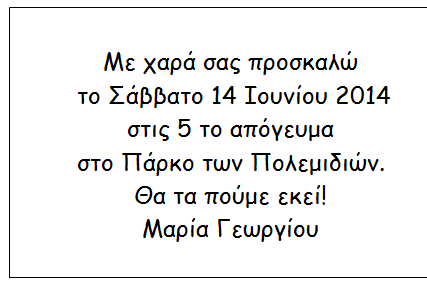 Με χαρά σας προσκαλώ
το Σάββατο 14 Ιουνίου 2014
στις 5 το απόγευμα
στο Πάρκο των Πολεμιδιών.
Θα τα πούμε εκεί!
Μαρία Γεωργίου